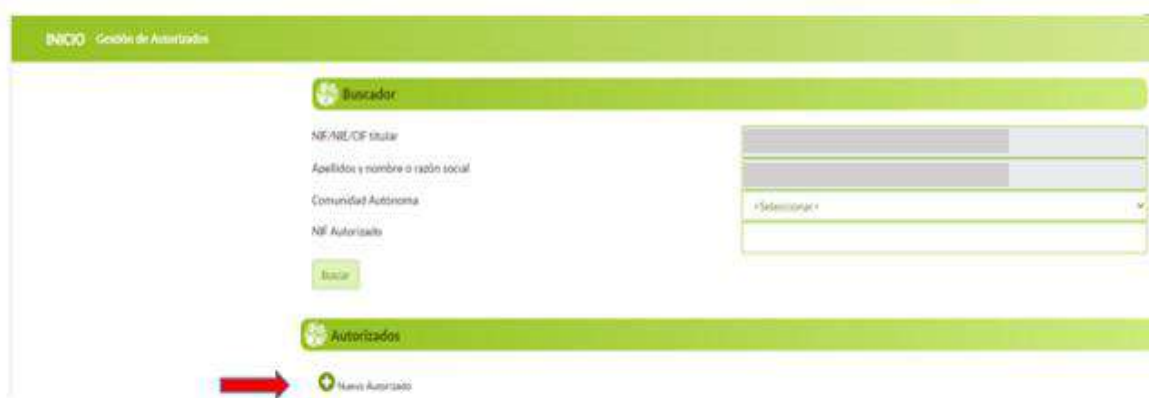 INICIO Gestión de Autorizados
Buscador
NIF/NIE/CIF titular
Apellidos y nombre o razón social
Comunidad Autónoma
<Seleccionar>
NIF Autorizado
Buscar
Autorizados
Nuevo Autorizado